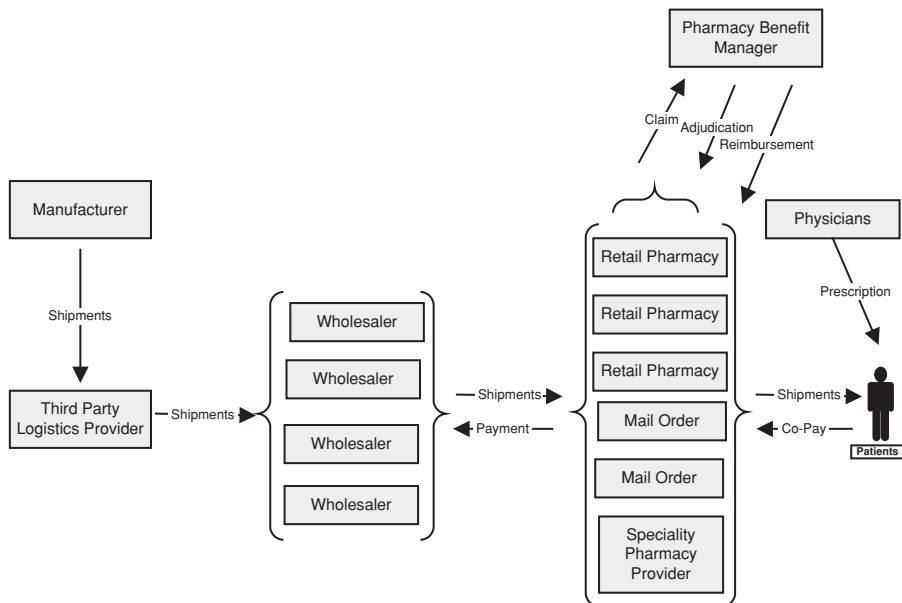 Pharmacy Benefit
Manager
Claim
Adjudication
Reimbursement
Manufacturer
Physicians
Retail Pharmacy
Shipments
Prescription
Wholesaler
Retail Pharmacy
Wholesaler
Retail Pharmacy
Third Party
Logistics Provider
Shipments
Shipments
Shipments
Mail Order
Wholesaler
Payment
Co-Pay
Patients
Mail Order
Wholesaler
Speciality
Pharmacy
Provider